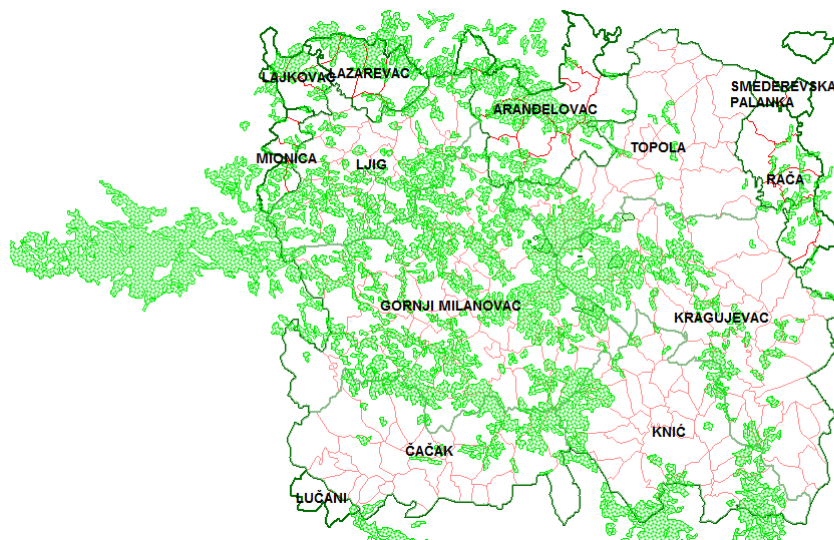 LAJKOVAC
LAZAREVAC
SMEDEREVSKA
PALANKA
ARANĐELOVAC
TOPOLA
MIONICA
LJIG
RAČA
GORNJI MILANOVAC
KRAGUJEVAC
KNIĆ
ČAČAK
LUČANI